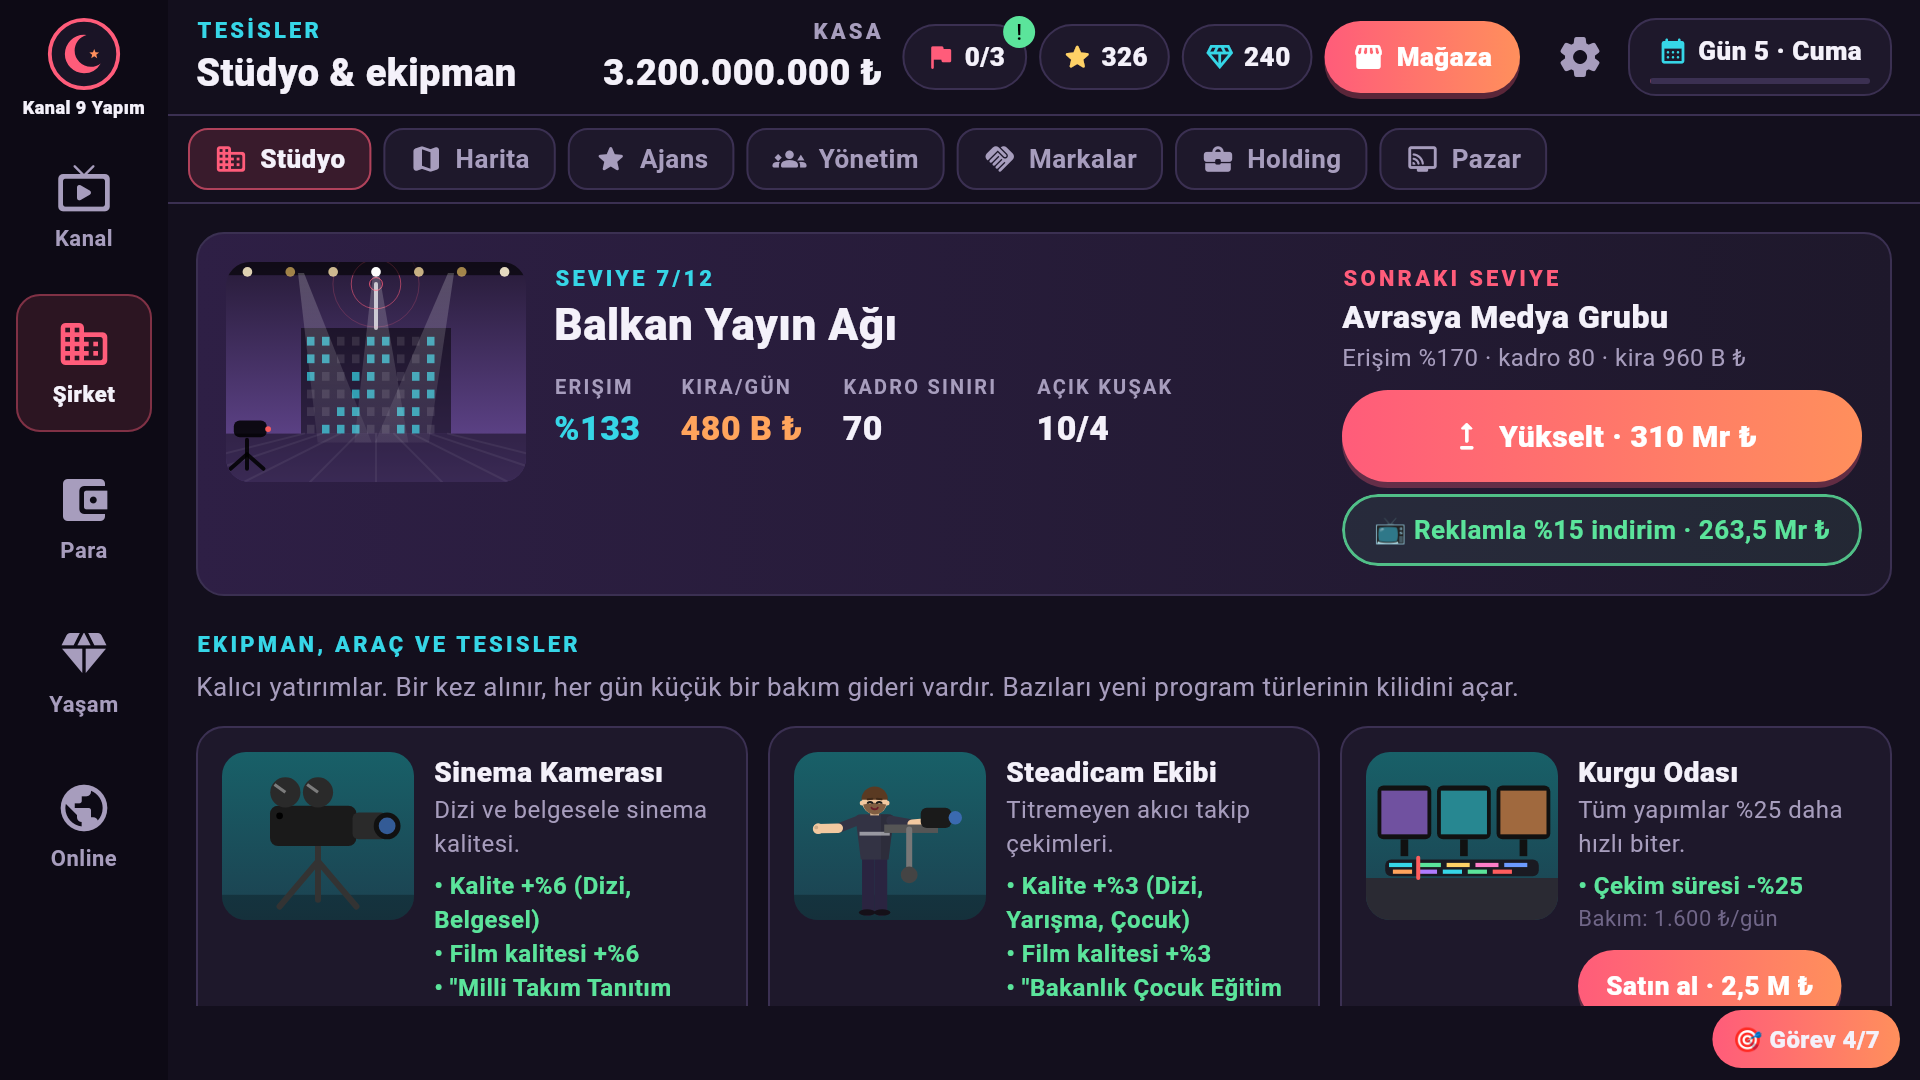 Kanal 9 Yapım
Kanal
Şirket
Para
Yaşam
Online
TESİSLER
Stüdyo & ekipman
KASA
3.200.000.000 ₺
0/3
!
326
240
Mağaza
Gün 5 · Cuma
Stüdyo
Harita
Ajans
Yönetim
Markalar
Holding
Pazar
SEVIYE 7/12
Balkan Yayın Ağı
ERIŞIM
%133
KIRA/GÜN
480 B ₺
KADRO SINIRI
70
AÇIK KUŞAK
10/4
SONRAKI SEVIYE
Avrasya Medya Grubu
Erişim %170 · kadro 80 · kira 960 B ₺
Yükselt · 310 Mr ₺
Reklamla %15 indirim · 263,5 Mr ₺
EKIPMAN, ARAÇ VE TESISLER
Kalıcı yatırımlar. Bir kez alınır, her gün küçük bir bakım gideri vardır. Bazıları yeni program türlerinin kilidini açar.
Sinema Kamerası
Dizi ve belgesele sinema
kalitesi.
• Kalite +%6 (Dizi,
Belgesel)
• Film kalitesi +%6
• "Milli Takım Tanıtım
Steadicam Ekibi
Titremeyen akıcı takip
çekimleri.
• Kalite +%3 (Dizi,
Yarışma, Çocuk)
• Film kalitesi +%3
• "Bakanlık Çocuk Eğitim
Kurgu Odası
Tüm yapımlar %25 daha
hızlı biter.
• Çekim süresi -%25
Bakım: 1.600 ₺/gün
Satın al · 2,5 M ₺
Görev 4/7